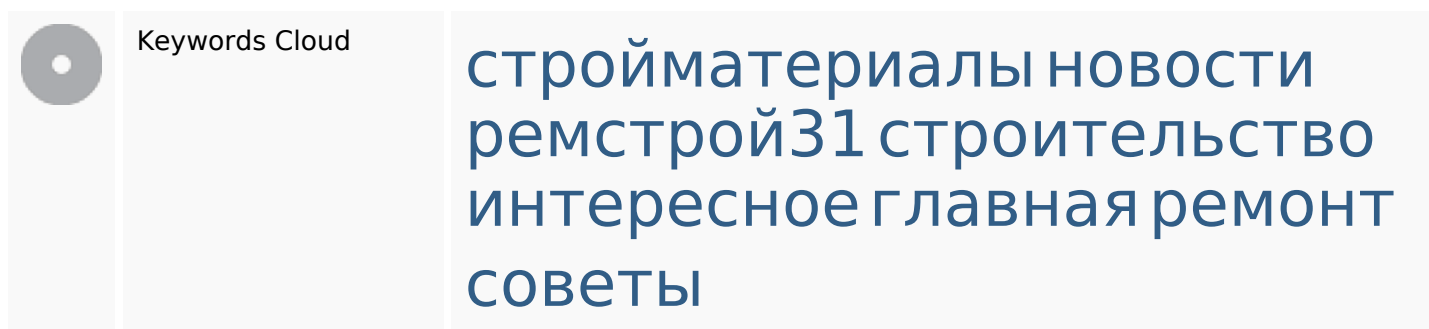 Keywords Cloud
стройматериалы новости
ремстрой31 строительство
интересное главная ремонт
советы